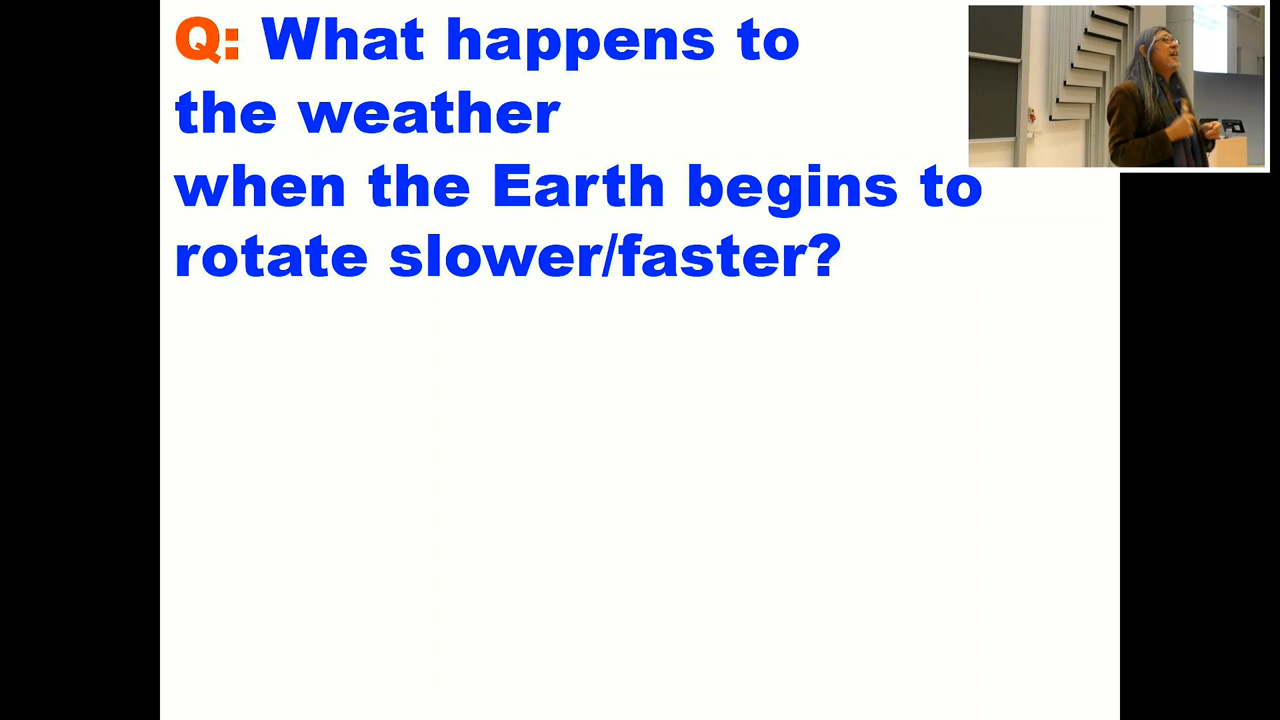 Q: What happens to
the weather
when the Earth begins to
rotate slower/faster?